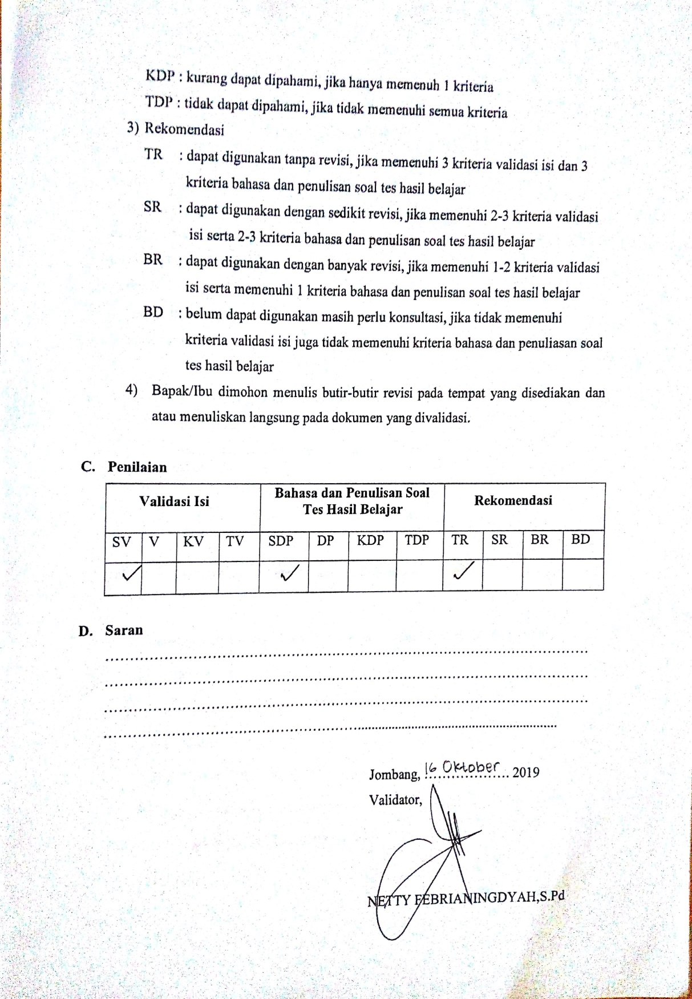 KDP : kurang dapat dipahami, jika hanya memenuh 1 kriteria
TDP : tidak dapat dipahami, jika tidak memenuhi semua kriteria
3) Rekomendasi
TR : dapat digunakan tanpa revisi, jika memenuhi 3 kriteria validasi isi dan 3
kriteria bahasa dan penulisan soal tes hasil belajar
SR : dapat digunakan dengan sedikit revisi, jika memenuhi 2-3 kriteria validasi
isi serta 2-3 kriteria bahasa dan penulisan soal tes hasil belajar
BR : dapat digunakan dengan banyak revisi, jika memenuhi 1-2 kriteria validasi
isi serta memenuhi 1 kriteria bahasa dan penulisan soal tes hasil belajar
BD : belum dapat digunakan masih perlu konsultasi, jika tidak memenuhi
kriteria validasi isi juga tidak memenuhi kriteria bahasa dan penuliasan soal
tes hasil belajar
4) Bapak/Ibu dimohon menulis butir-butir revisi pada tempat yang disediakan dan
atau menuliskan langsung pada dokumen yang divalidasi.
C. Penilaian
Validasi Isi
Bahasa dan Penulisan Soal
Tes Hasil Belajar
Rekomendasi
SV V KV TV SDP DP KDP TDP TR SR BR BD
✓ ✓ ✓
D. Saran
Jombang, 16 Oktober 2019
Validator,
NETTY FEBRIANINGDYAH,S.Pd